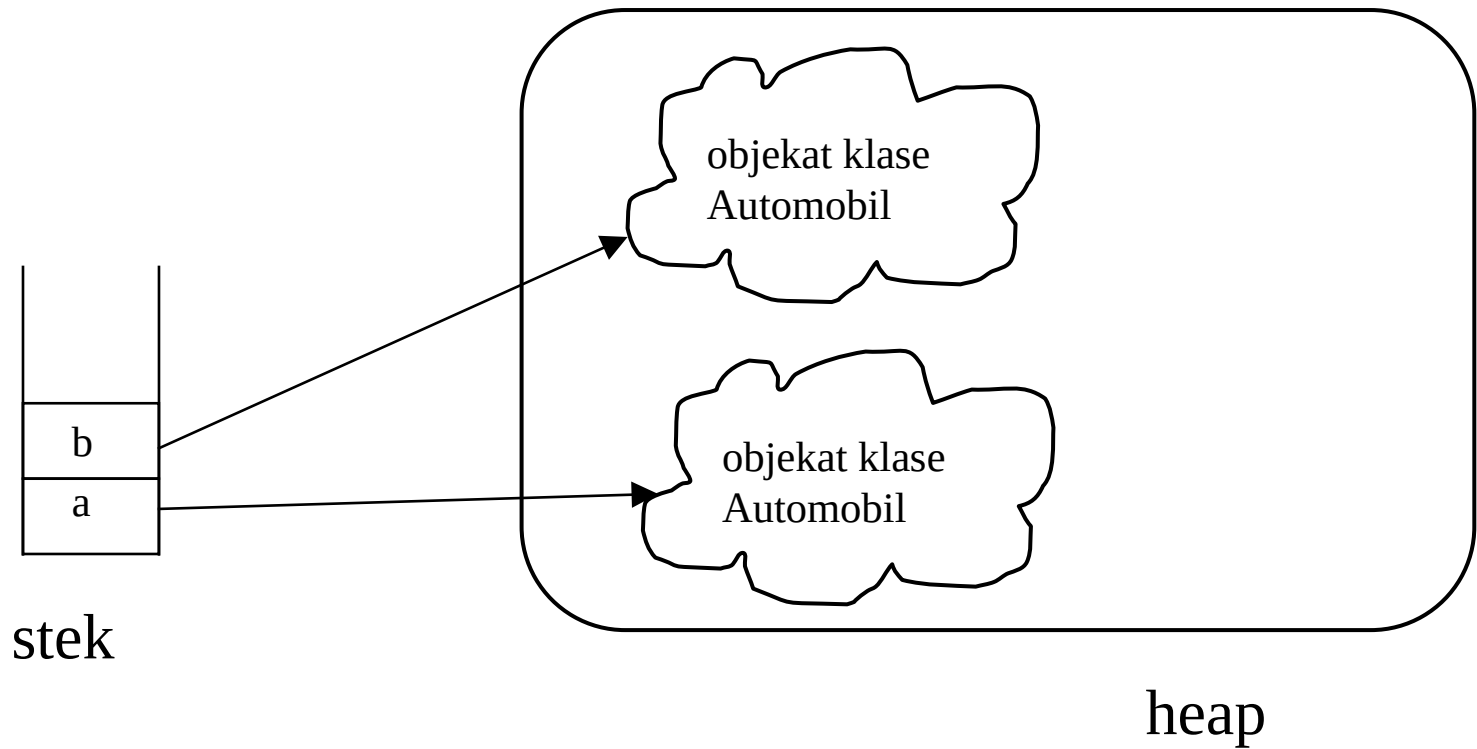 objekat klase
Automobil
b
a
objekat klase
Automobil
stek
heap